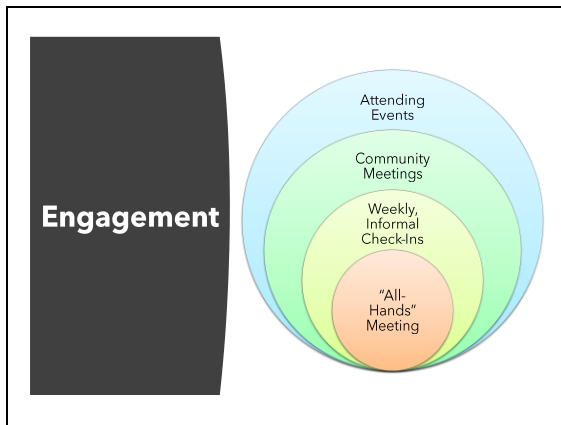 Engagement
Attending
Events
Community
Meetings
Weekly,
Informal
Check-Ins
“All-
Hands”
Meeting